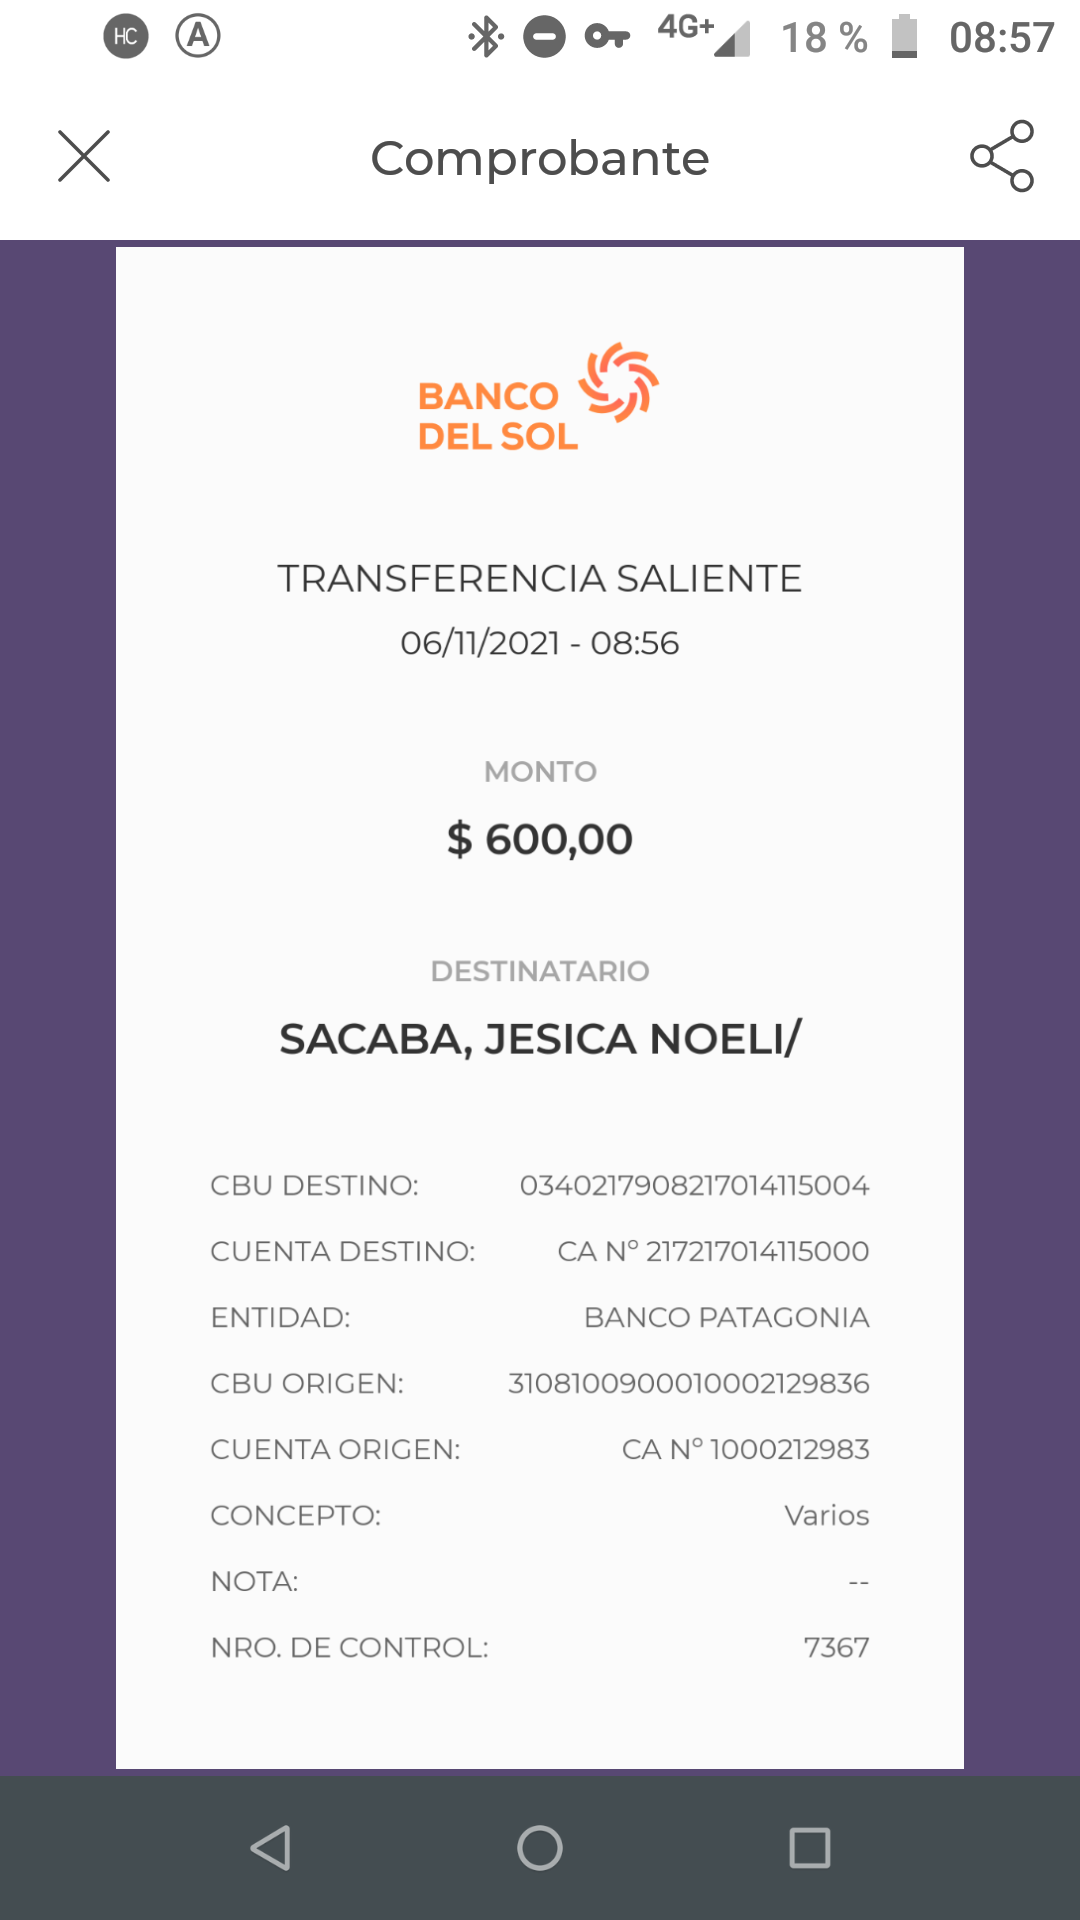 HC A 4G+ 18 % 08:57
Comprobante
BANCO
DEL SOL
TRANSFERENCIA SALIENTE
06/11/2021 - 08:56
MONTO
$ 600,00
DESTINATARIO
SACABA, JESICA NOELI/
CBU DESTINO: 0340217908217014115004
CUENTA DESTINO: CA Nº 217217014115000
ENTIDAD: BANCO PATAGONIA
CBU ORIGEN: 3108100900010002129836
CUENTA ORIGEN: CA Nº 1000212983
CONCEPTO: Varios
NOTA: --
NRO. DE CONTROL: 7367